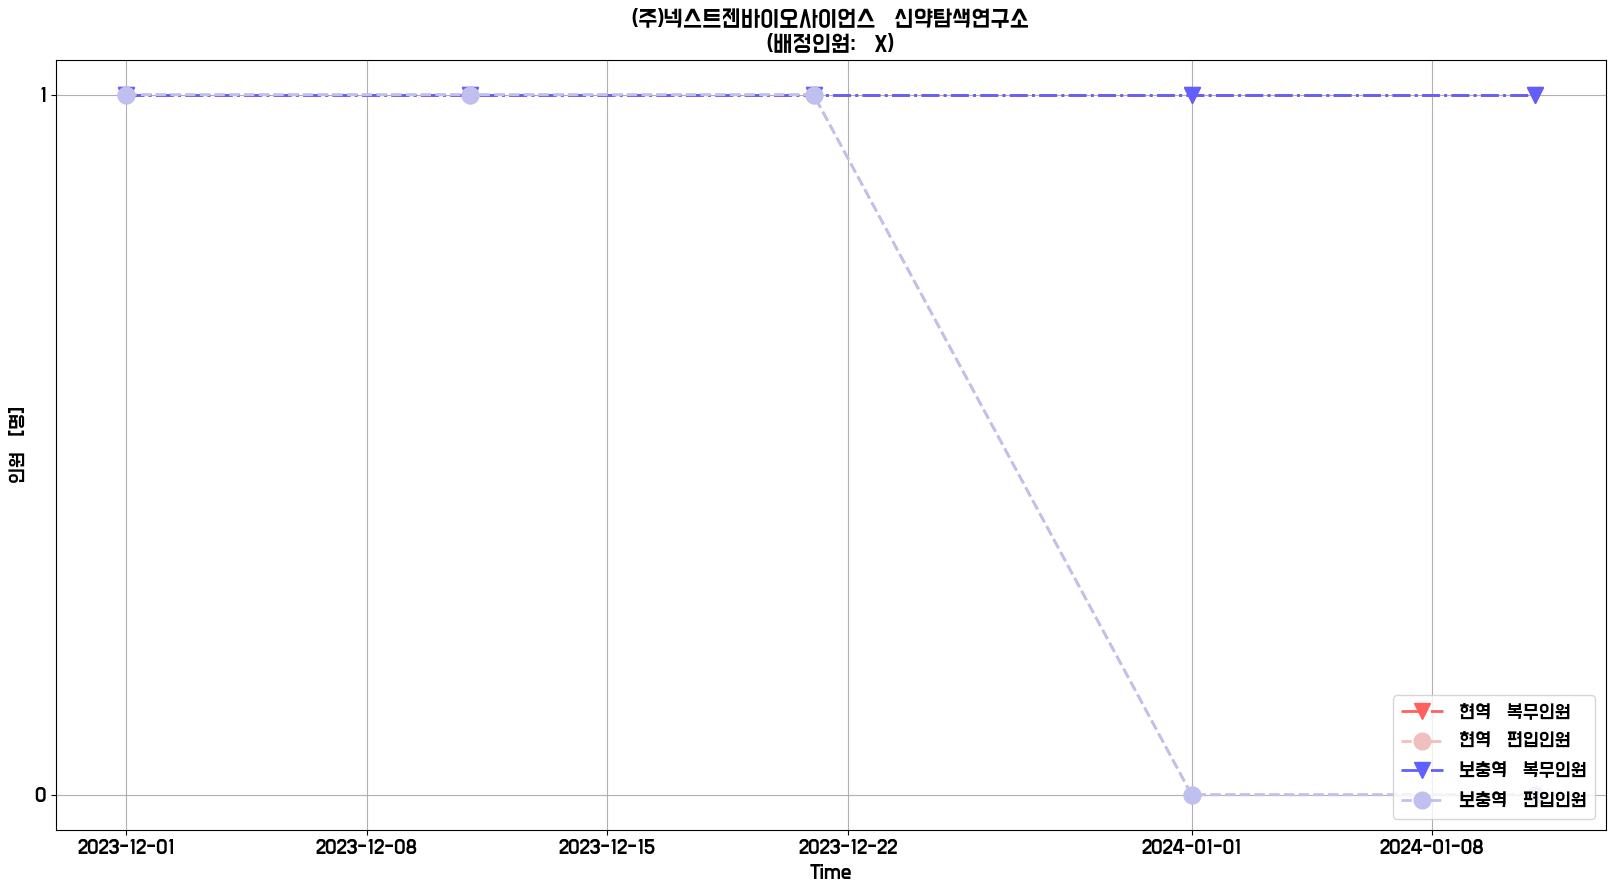 (주)넥스트젠바이오사이언스 신약탐색연구소
(배정인원: X)
1
0
인원 [명]
2023-12-01
2023-12-08
2023-12-15
2023-12-22
2024-01-01
2024-01-08
Time
현역 복무인원
현역 편입인원
보충역 복무인원
보충역 편입인원